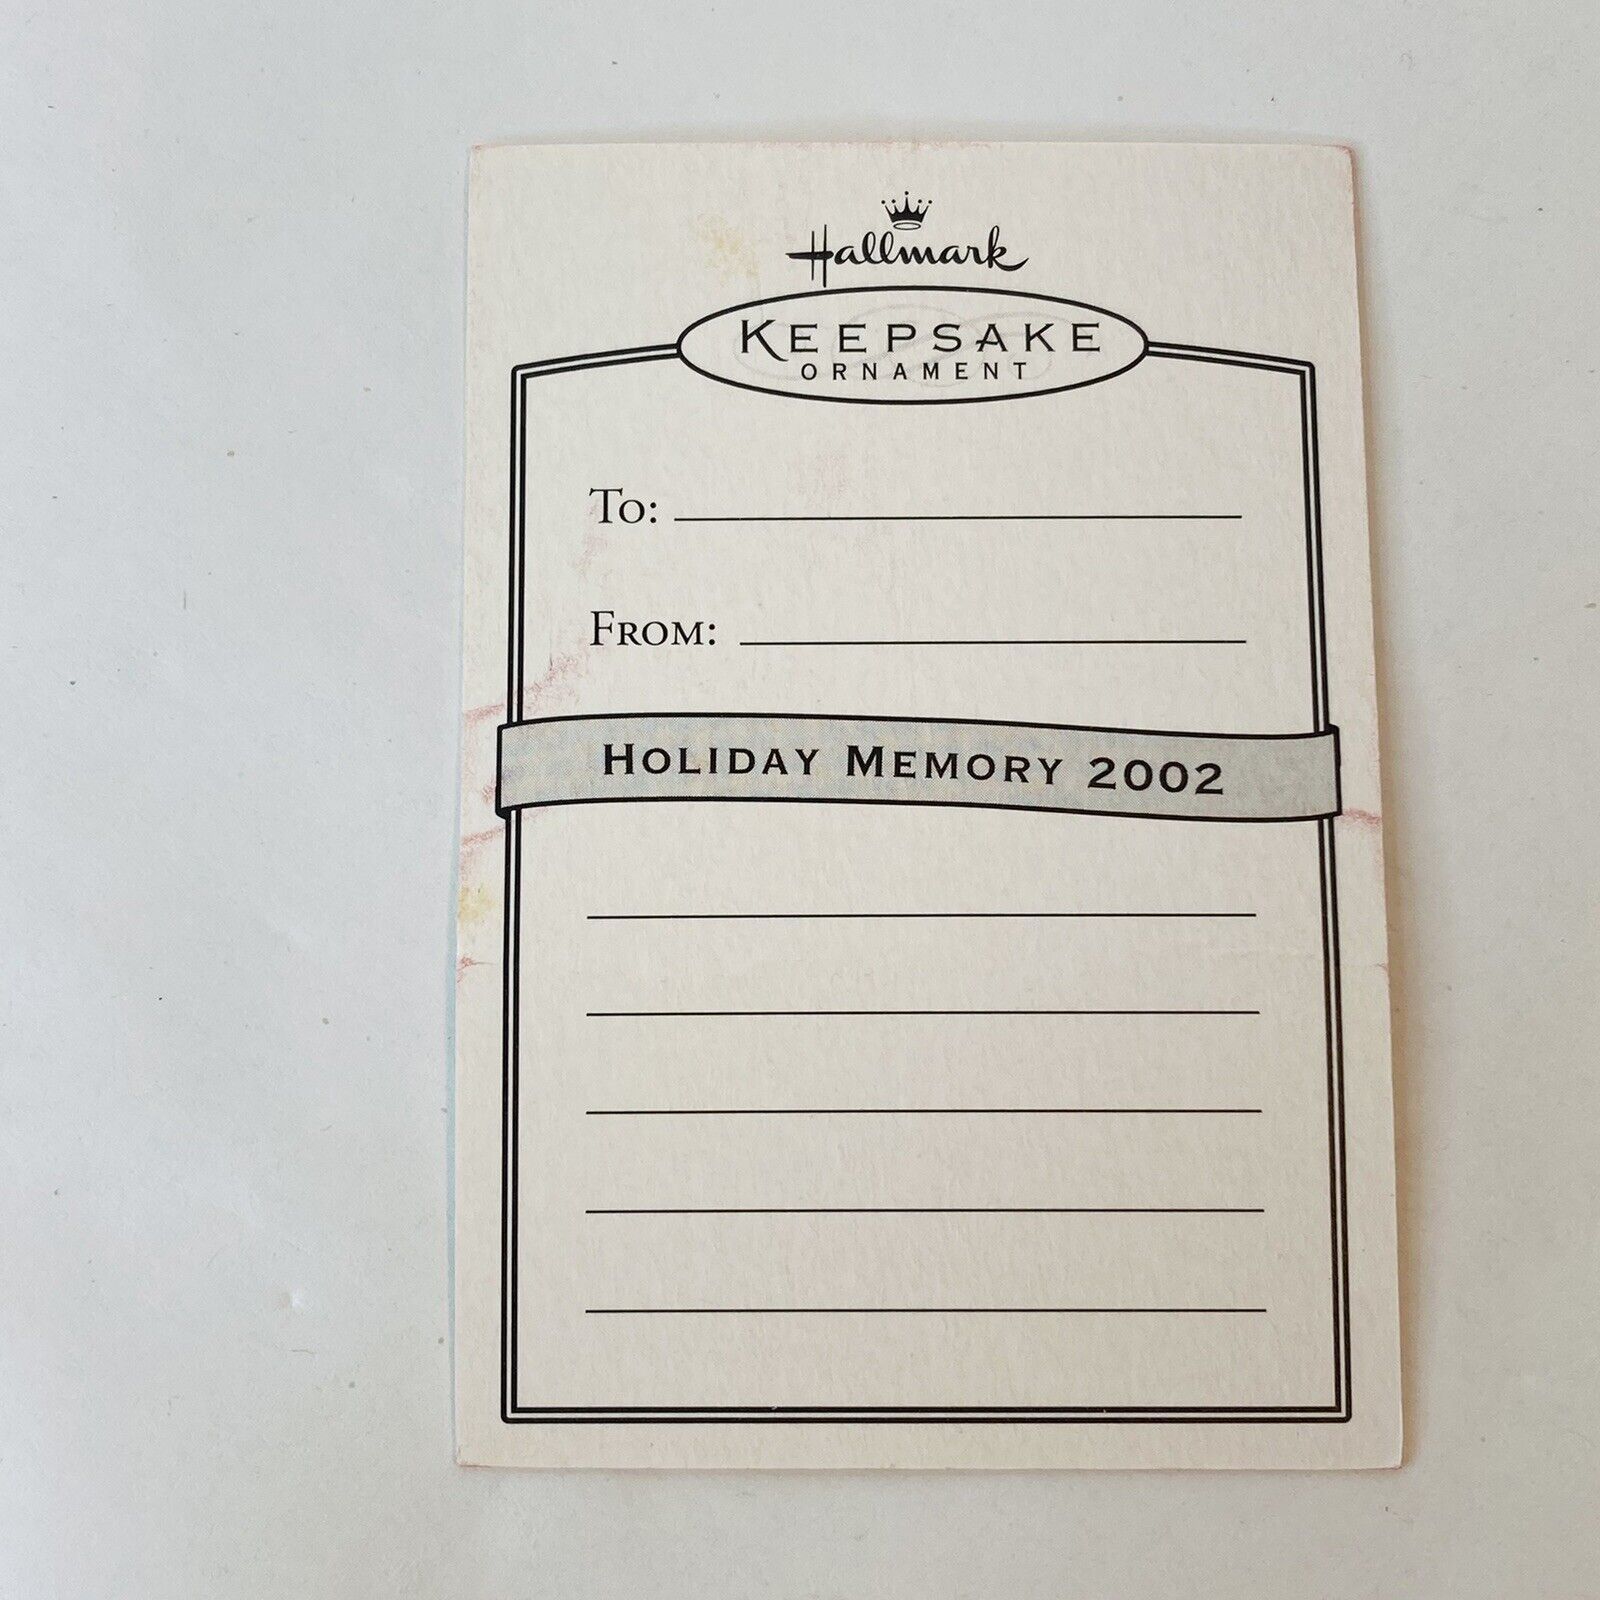 Hallmark
KEEPSAKE
ORNAMENT
TO:
FROM:
HOLIDAY MEMORY 2002